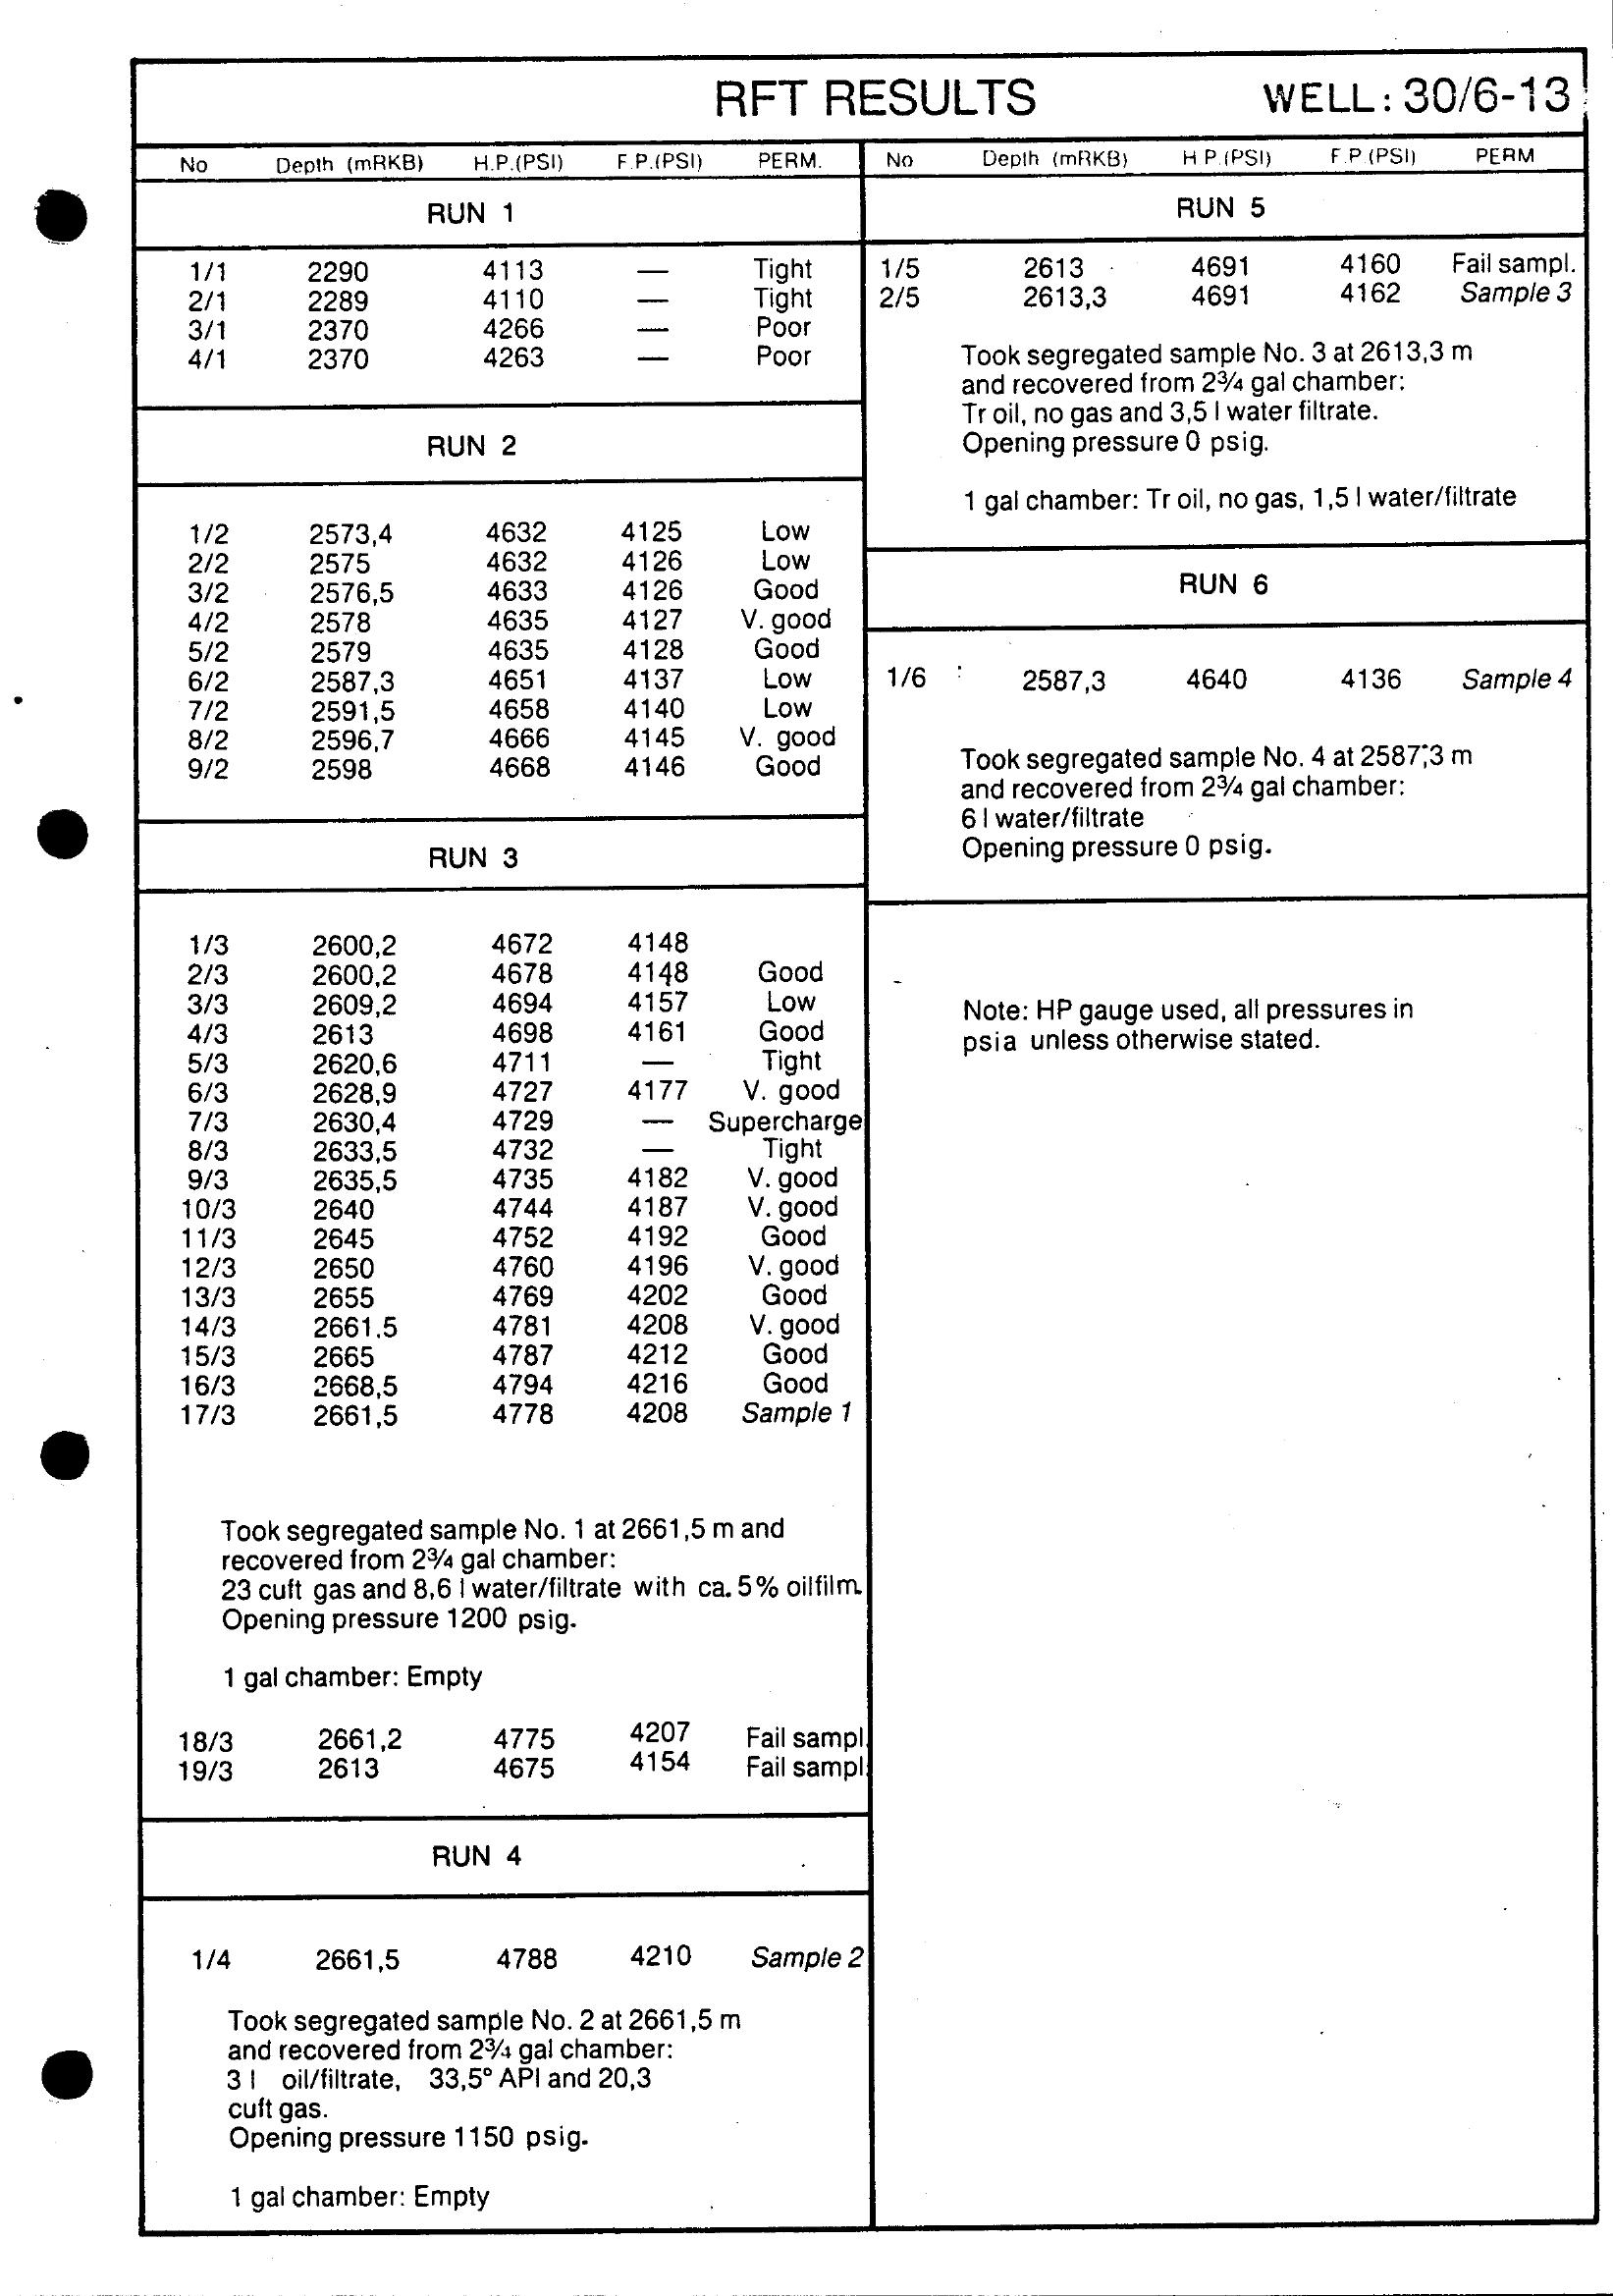 RFT RESULTS WELL: 30/6-13
No Depth (mRKB) H.P.(PSI) F.P.(PSI) PERM.
RUN 1
1/1 2290 4113 — Tight
2/1 2289 4110 — Tight
3/1 2370 4266 — Poor
4/1 2370 4263 — Poor
RUN 2
1/2 2573,4 4632 4125 Low
2/2 2575 4632 4126 Low
3/2 2576,5 4633 4126 Good
4/2 2578 4635 4127 V. good
5/2 2579 4635 4128 Good
6/2 2587,3 4651 4137 Low
7/2 2591,5 4658 4140 Low
8/2 2596,7 4666 4145 V. good
9/2 2598 4668 4146 Good
RUN 3
1/3 2600,2 4672 4148
2/3 2600,2 4678 4148 Good
3/3 2609,2 4694 4157 Low
4/3 2613 4698 4161 Good
5/3 2620,6 4711 — Tight
6/3 2628,9 4727 4177 V. good
7/3 2630,4 4729 — Supercharge
8/3 2633,5 4732 — Tight
9/3 2635,5 4735 4182 V. good
10/3 2640 4744 4187 V. good
11/3 2645 4752 4192 Good
12/3 2650 4760 4196 V. good
13/3 2655 4769 4202 Good
14/3 2661.5 4781 4208 V. good
15/3 2665 4787 4212 Good
16/3 2668,5 4794 4216 Good
17/3 2661,5 4778 4208 Sample 1
Took segregated sample No. 1 at 2661,5 m and
recovered from 2¾ gal chamber:
23 cuft gas and 8,6 l water/filtrate with ca. 5% oilfilm.
Opening pressure 1200 psig.
1 gal chamber: Empty
18/3 2661,2 4775 4207 Fail sampl.
19/3 2613 4675 4154 Fail sampl.
RUN 4
1/4 2661,5 4788 4210 Sample 2
Took segregated sample No. 2 at 2661,5 m
and recovered from 2¾ gal chamber:
3 l oil/filtrate, 33,5° API and 20,3
cuft gas.
Opening pressure 1150 psig.
1 gal chamber: Empty
No Depth (mRKB) H P.(PSI) F.P (PSI) PERM
RUN 5
1/5 2613 4691 4160 Fail sampl.
2/5 2613,3 4691 4162 Sample 3
Took segregated sample No. 3 at 2613,3 m
and recovered from 2¾ gal chamber:
Tr oil, no gas and 3,5 l water filtrate.
Opening pressure 0 psig.
1 gal chamber: Tr oil, no gas, 1,5 l water/filtrate
RUN 6
1/6 2587,3 4640 4136 Sample 4
Took segregated sample No. 4 at 2587,3 m
and recovered from 2¾ gal chamber:
6 l water/filtrate
Opening pressure 0 psig.
Note: HP gauge used, all pressures in
psia unless otherwise stated.